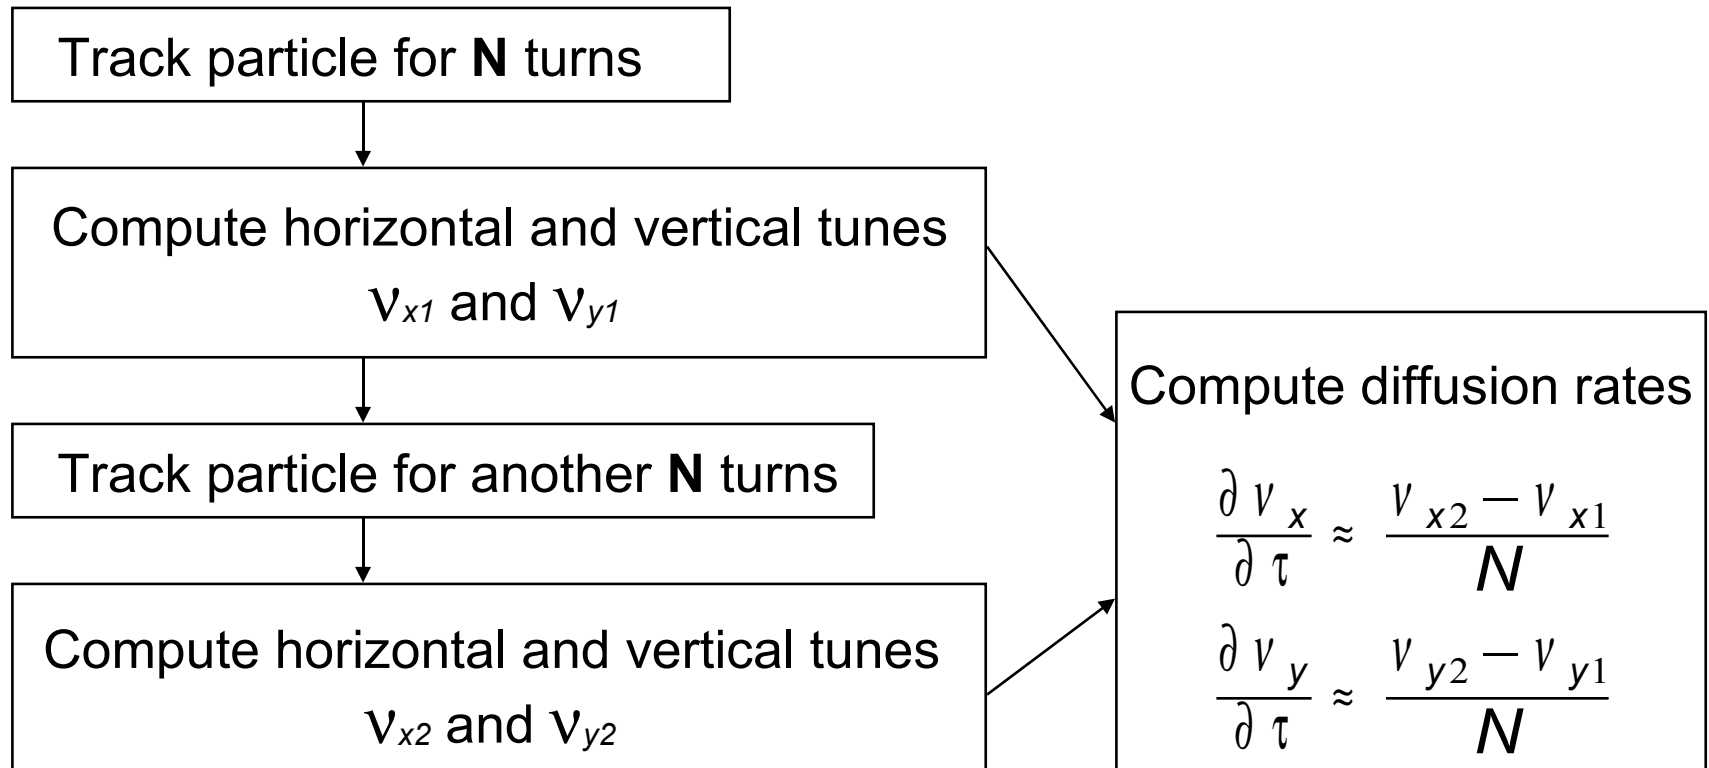 Track particle for N turns
Compute horizontal and vertical tunes
νx1 and νy1
Track particle for another N turns
Compute horizontal and vertical tunes
νx2 and νy2
Compute diffusion rates
∂νx/∂τ ≈ (νx2 − νx1)/N
∂νy/∂τ ≈ (νy2 − νy1)/N